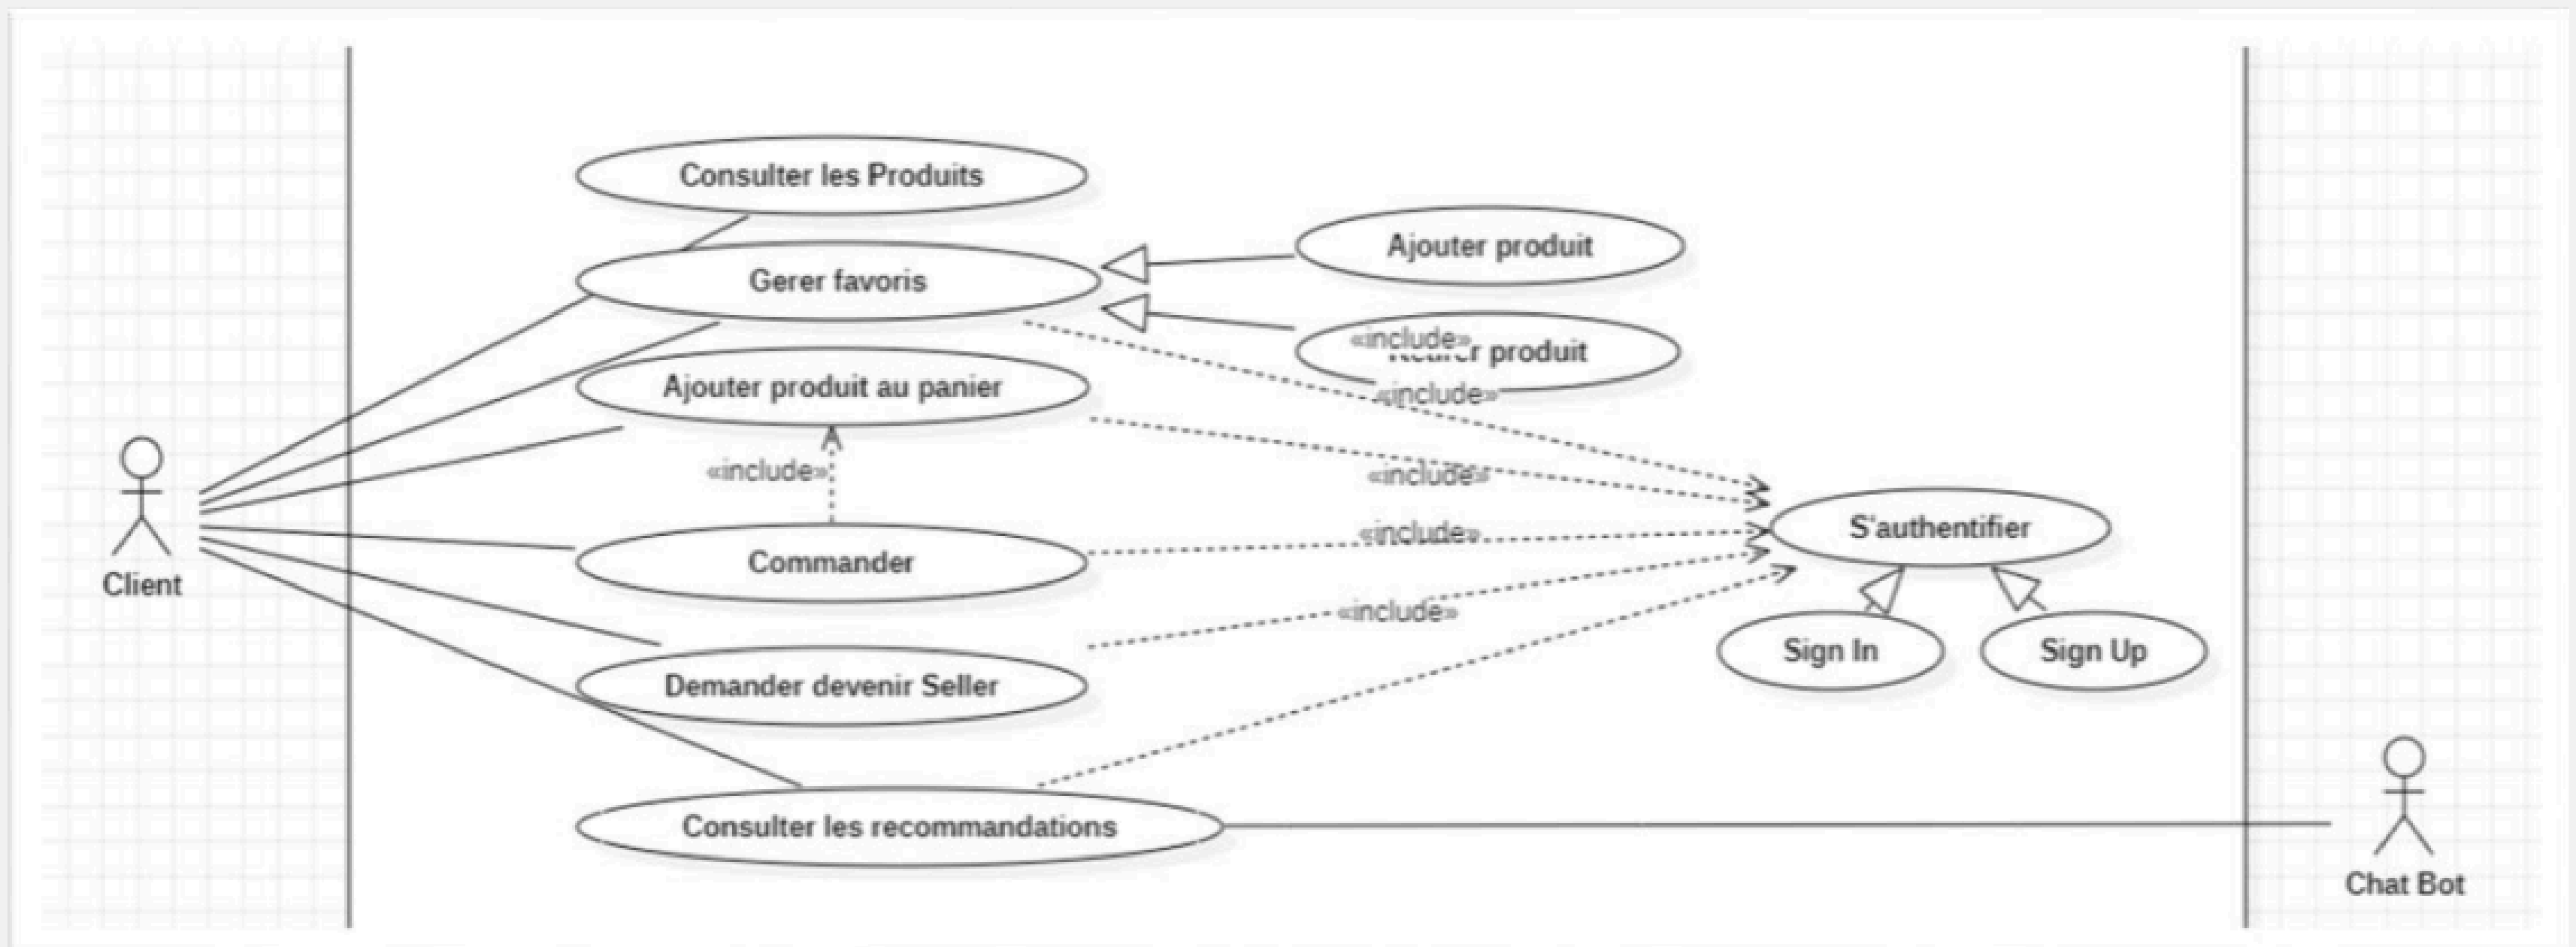 Consulter les Produits
Ajouter produit
Gerer favoris
«include»
produit
«include»
Ajouter produit au panier
«include»
«include»
«include»
S'authentifier
Commander
Client
«include»
Sign In
Sign Up
Demander devenir Seller
Consulter les recommandations
Chat Bot